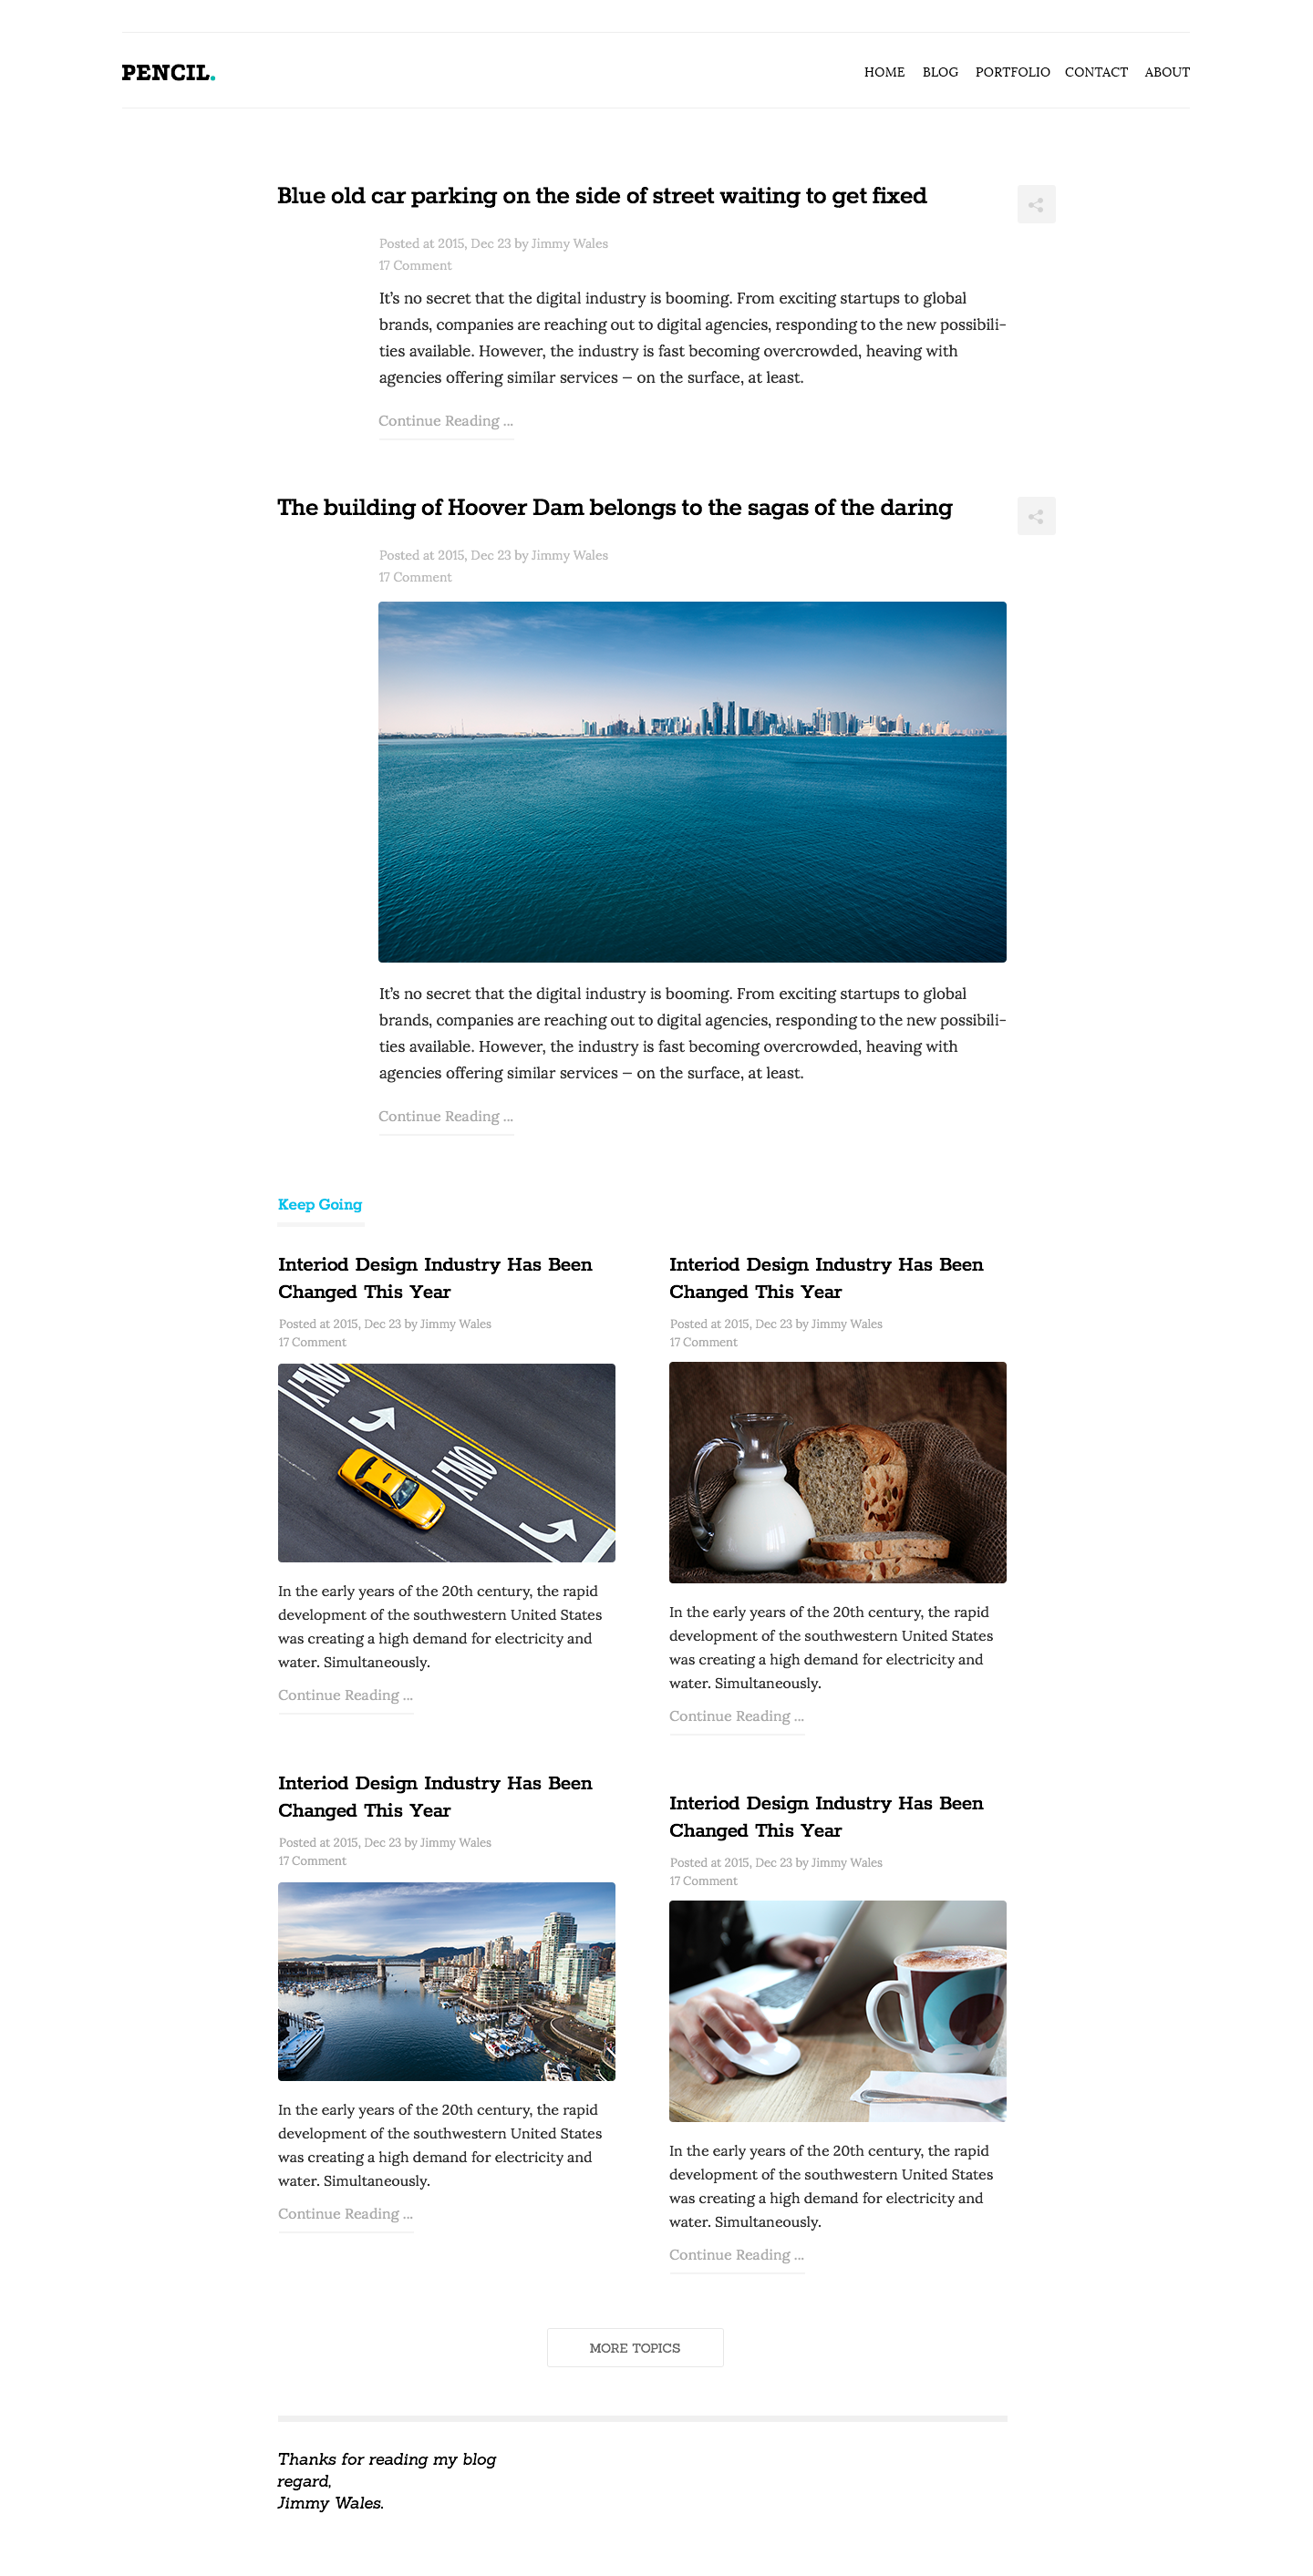 PENCIL.
HOME BLOG PORTFOLIO CONTACT ABOUT
Blue old car parking on the side of street waiting to get fixed
Posted at 2015, Dec 23 by Jimmy Wales
17 Comment
It's no secret that the digital industry is booming. From exciting startups to global
brands, companies are reaching out to digital agencies, responding to the new possibili-
ties available. However, the industry is fast becoming overcrowded, heaving with
agencies offering similar services – on the surface, at least.
Continue Reading ...
The building of Hoover Dam belongs to the sagas of the daring
Posted at 2015, Dec 23 by Jimmy Wales
17 Comment
It's no secret that the digital industry is booming. From exciting startups to global
brands, companies are reaching out to digital agencies, responding to the new possibili-
ties available. However, the industry is fast becoming overcrowded, heaving with
agencies offering similar services – on the surface, at least.
Continue Reading ...
Keep Going
Interiod Design Industry Has Been
Changed This Year
Posted at 2015, Dec 23 by Jimmy Wales
17 Comment
ONLY
ONLY
In the early years of the 20th century, the rapid
development of the southwestern United States
was creating a high demand for electricity and
water. Simultaneously.
Continue Reading ...
Interiod Design Industry Has Been
Changed This Year
Posted at 2015, Dec 23 by Jimmy Wales
17 Comment
In the early years of the 20th century, the rapid
development of the southwestern United States
was creating a high demand for electricity and
water. Simultaneously.
Continue Reading ...
Interiod Design Industry Has Been
Changed This Year
Posted at 2015, Dec 23 by Jimmy Wales
17 Comment
In the early years of the 20th century, the rapid
development of the southwestern United States
was creating a high demand for electricity and
water. Simultaneously.
Continue Reading ...
Interiod Design Industry Has Been
Changed This Year
Posted at 2015, Dec 23 by Jimmy Wales
17 Comment
In the early years of the 20th century, the rapid
development of the southwestern United States
was creating a high demand for electricity and
water. Simultaneously.
Continue Reading ...
MORE TOPICS
Thanks for reading my blog
regard,
Jimmy Wales.